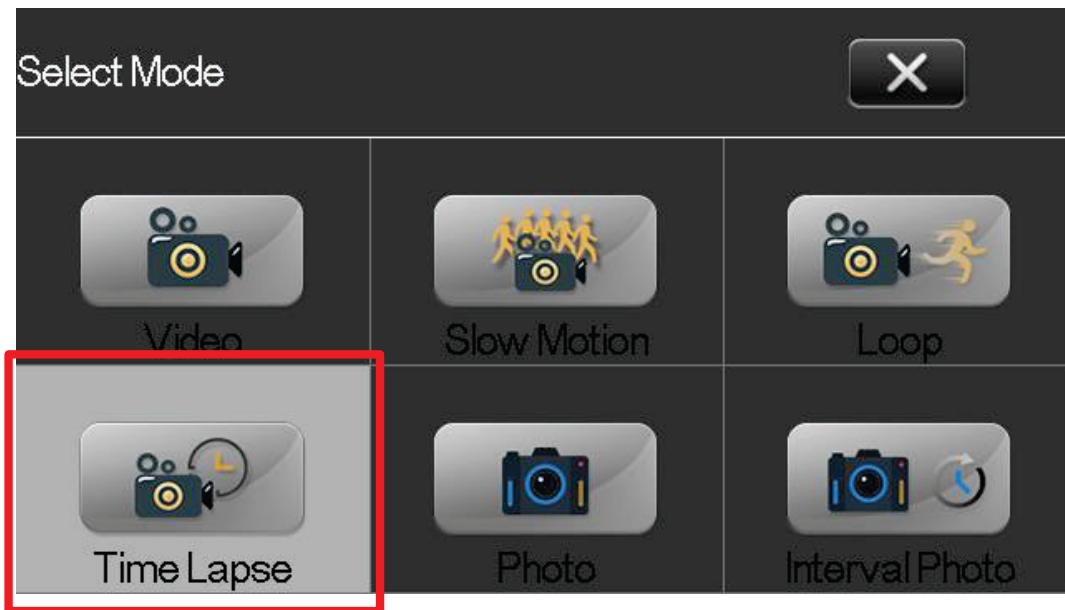 Select Mode
Video
Slow Motion
Loop
Time Lapse
Photo
Interval Photo